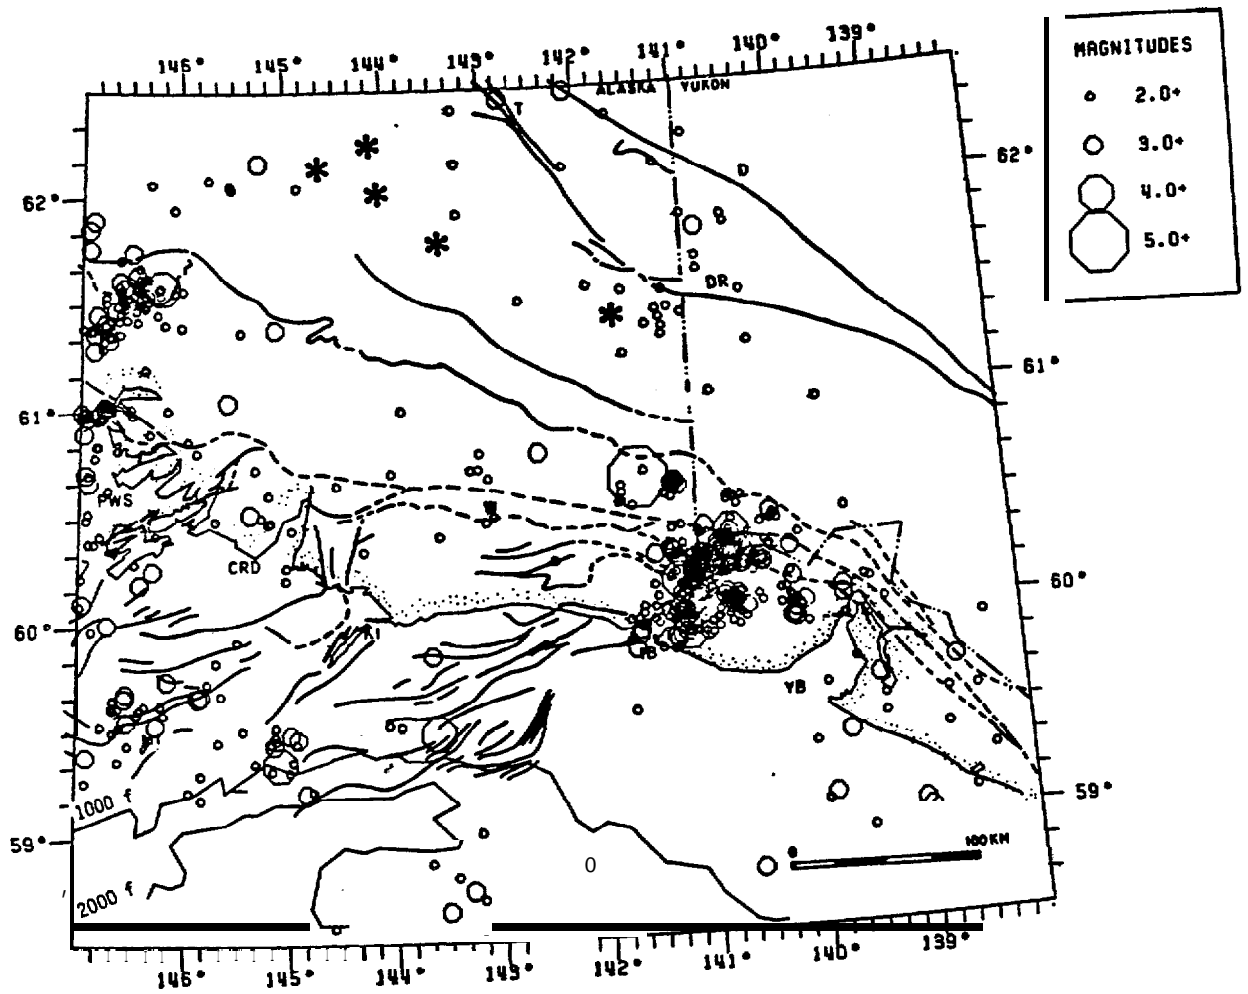 146° 145° 144° 143° 142° 141° 140° 139°
ALASKA YUKON
MAGNITUDES
2.0+
3.0+
4.0+
5.0+
T
62° 62°
DR
61° 61°
PWS
CRD
60° 60°
KI
YB
1000 f
59° 59°
0 100KM
2000 f
146° 145° 144° 143° 142° 141° 140° 139°